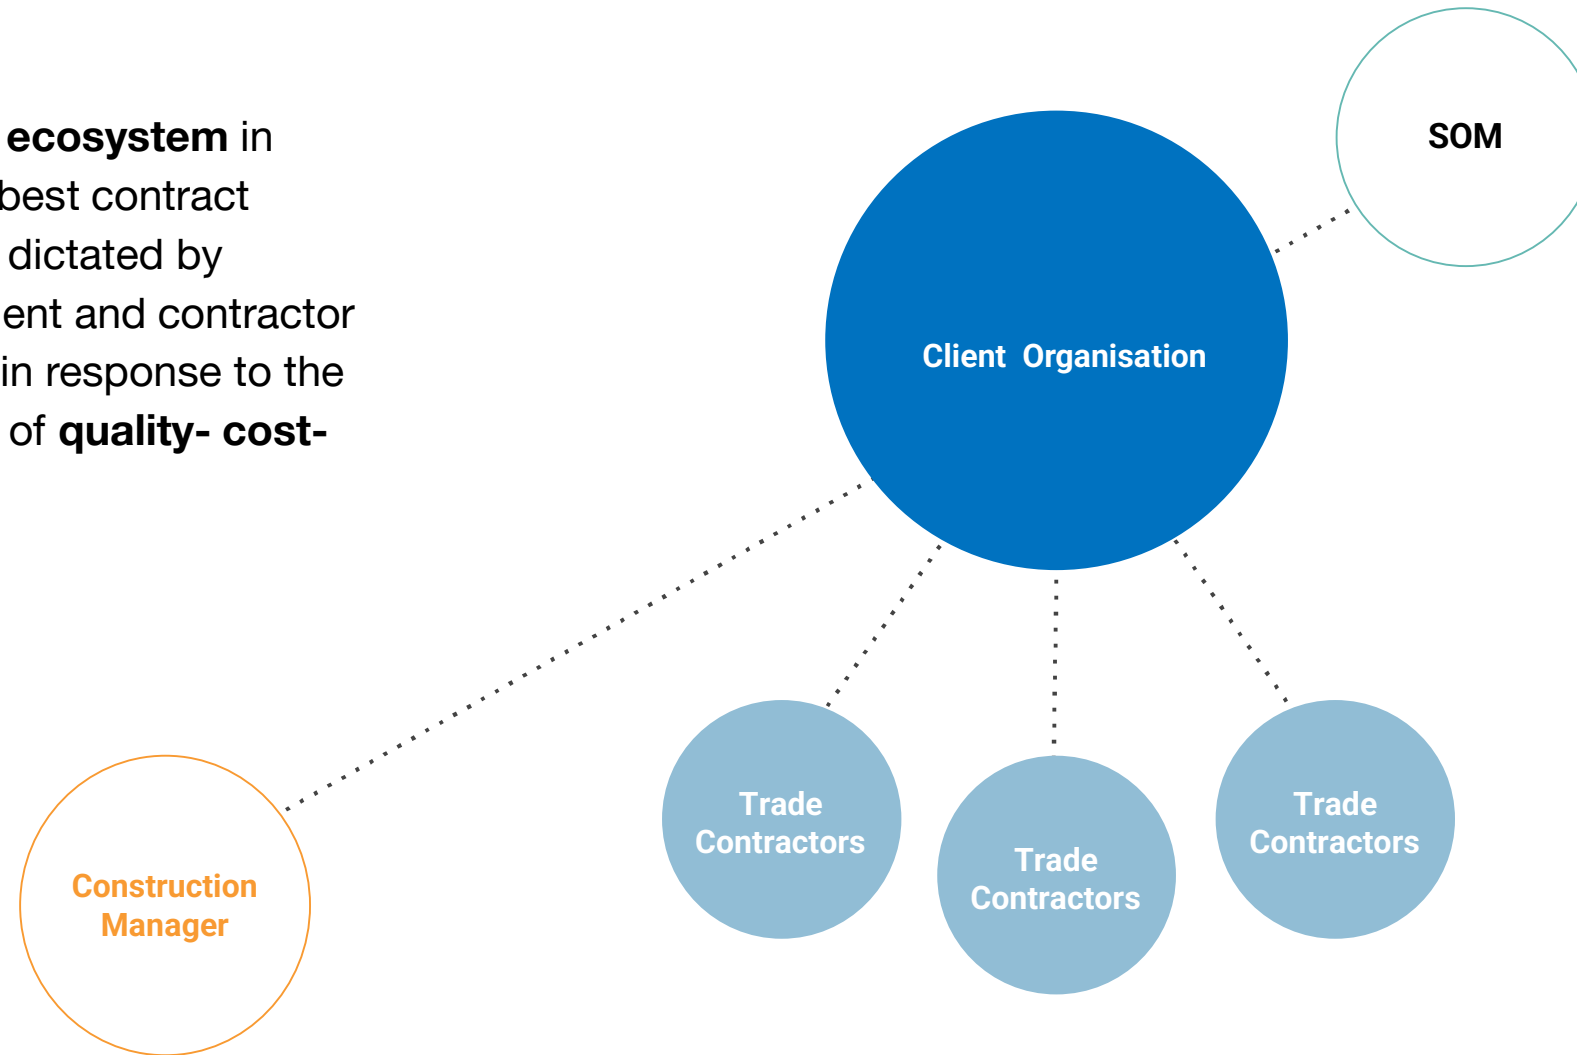 ecosystem in
best contract
dictated by
ent and contractor
in response to the
of quality- cost-
SOM
Client Organisation
Trade
Contractors
Trade
Contractors
Trade
Contractors
Construction
Manager